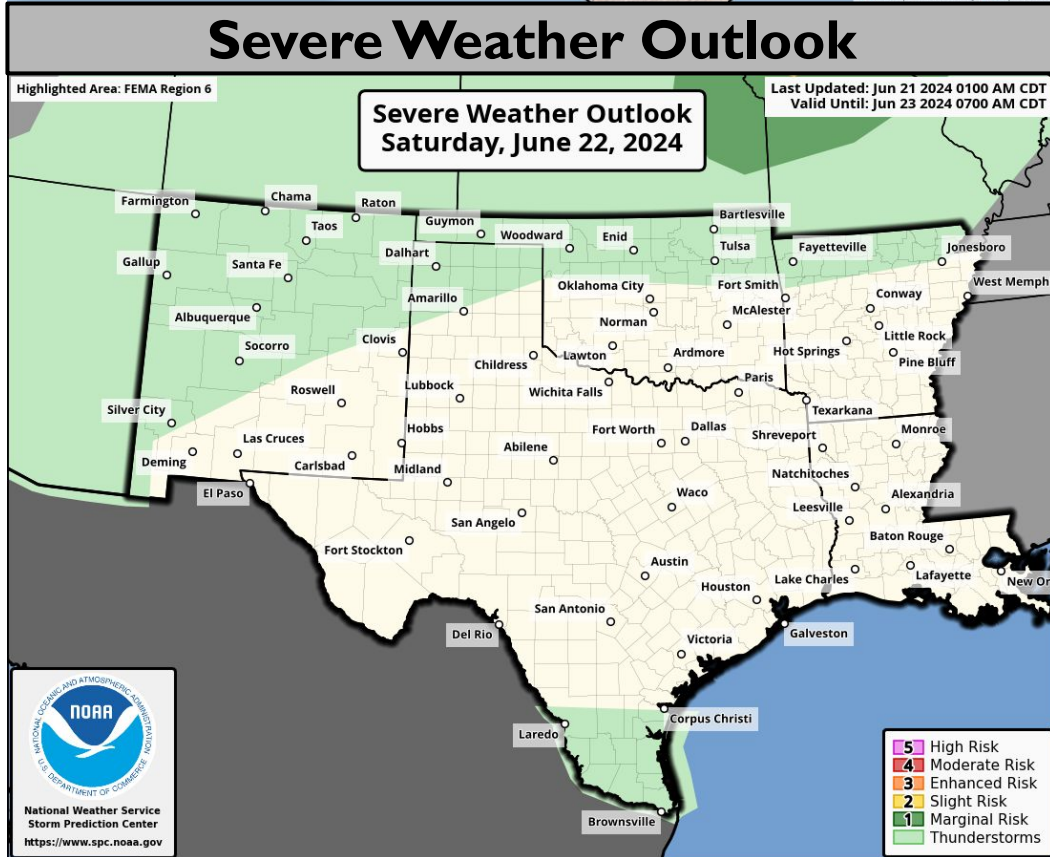 Severe Weather Outlook
Highlighted Area: FEMA Region 6
Last Updated: Jun 21 2024 0100 AM CDT
Valid Until: Jun 23 2024 0700 AM CDT
Severe Weather Outlook
Saturday, June 22, 2024
Farmington
Chama
Raton
Taos
Guymon
Woodward
Enid
Bartlesville
Tulsa
Fayetteville
Jonesboro
Gallup
Santa Fe
Dalhart
Amarillo
Oklahoma City
Fort Smith
Conway
West Memph
Albuquerque
Norman
McAlester
Little Rock
Socorro
Clovis
Childress
Lawton
Ardmore
Hot Springs
Pine Bluff
Roswell
Lubbock
Wichita Falls
Paris
Texarkana
Silver City
Las Cruces
Hobbs
Abilene
Fort Worth
Dallas
Shreveport
Monroe
Deming
Carlsbad
Midland
Natchitoches
El Paso
San Angelo
Waco
Leesville
Alexandria
Fort Stockton
Baton Rouge
Austin
Houston
Lake Charles
Lafayette
New Or
San Antonio
Del Rio
Victoria
Galveston
Laredo
Corpus Christi
Brownsville
NATIONAL OCEANIC AND ATMOSPHERIC ADMINISTRATION
NOAA
U.S. DEPARTMENT OF COMMERCE
National Weather Service
Storm Prediction Center
https://www.spc.noaa.gov
5 High Risk
4 Moderate Risk
3 Enhanced Risk
2 Slight Risk
1 Marginal Risk
Thunderstorms